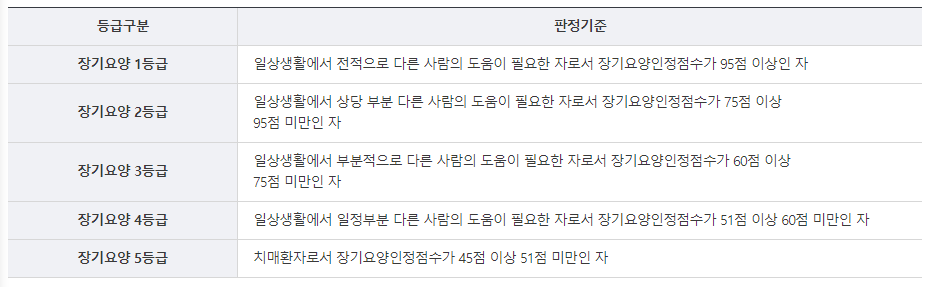 등급구분 판정기준
장기요양 1등급 일상생활에서 전적으로 다른 사람의 도움이 필요한 자로서 장기요양인정점수가 95점 이상인 자
장기요양 2등급 일상생활에서 상당 부분 다른 사람의 도움이 필요한 자로서 장기요양인정점수가 75점 이상
95점 미만인 자
장기요양 3등급 일상생활에서 부분적으로 다른 사람의 도움이 필요한 자로서 장기요양인정점수가 60점 이상
75점 미만인 자
장기요양 4등급 일상생활에서 일정부분 다른 사람의 도움이 필요한 자로서 장기요양인정점수가 51점 이상 60점 미만인 자
장기요양 5등급 치매환자로서 장기요양인정점수가 45점 이상 51점 미만인 자